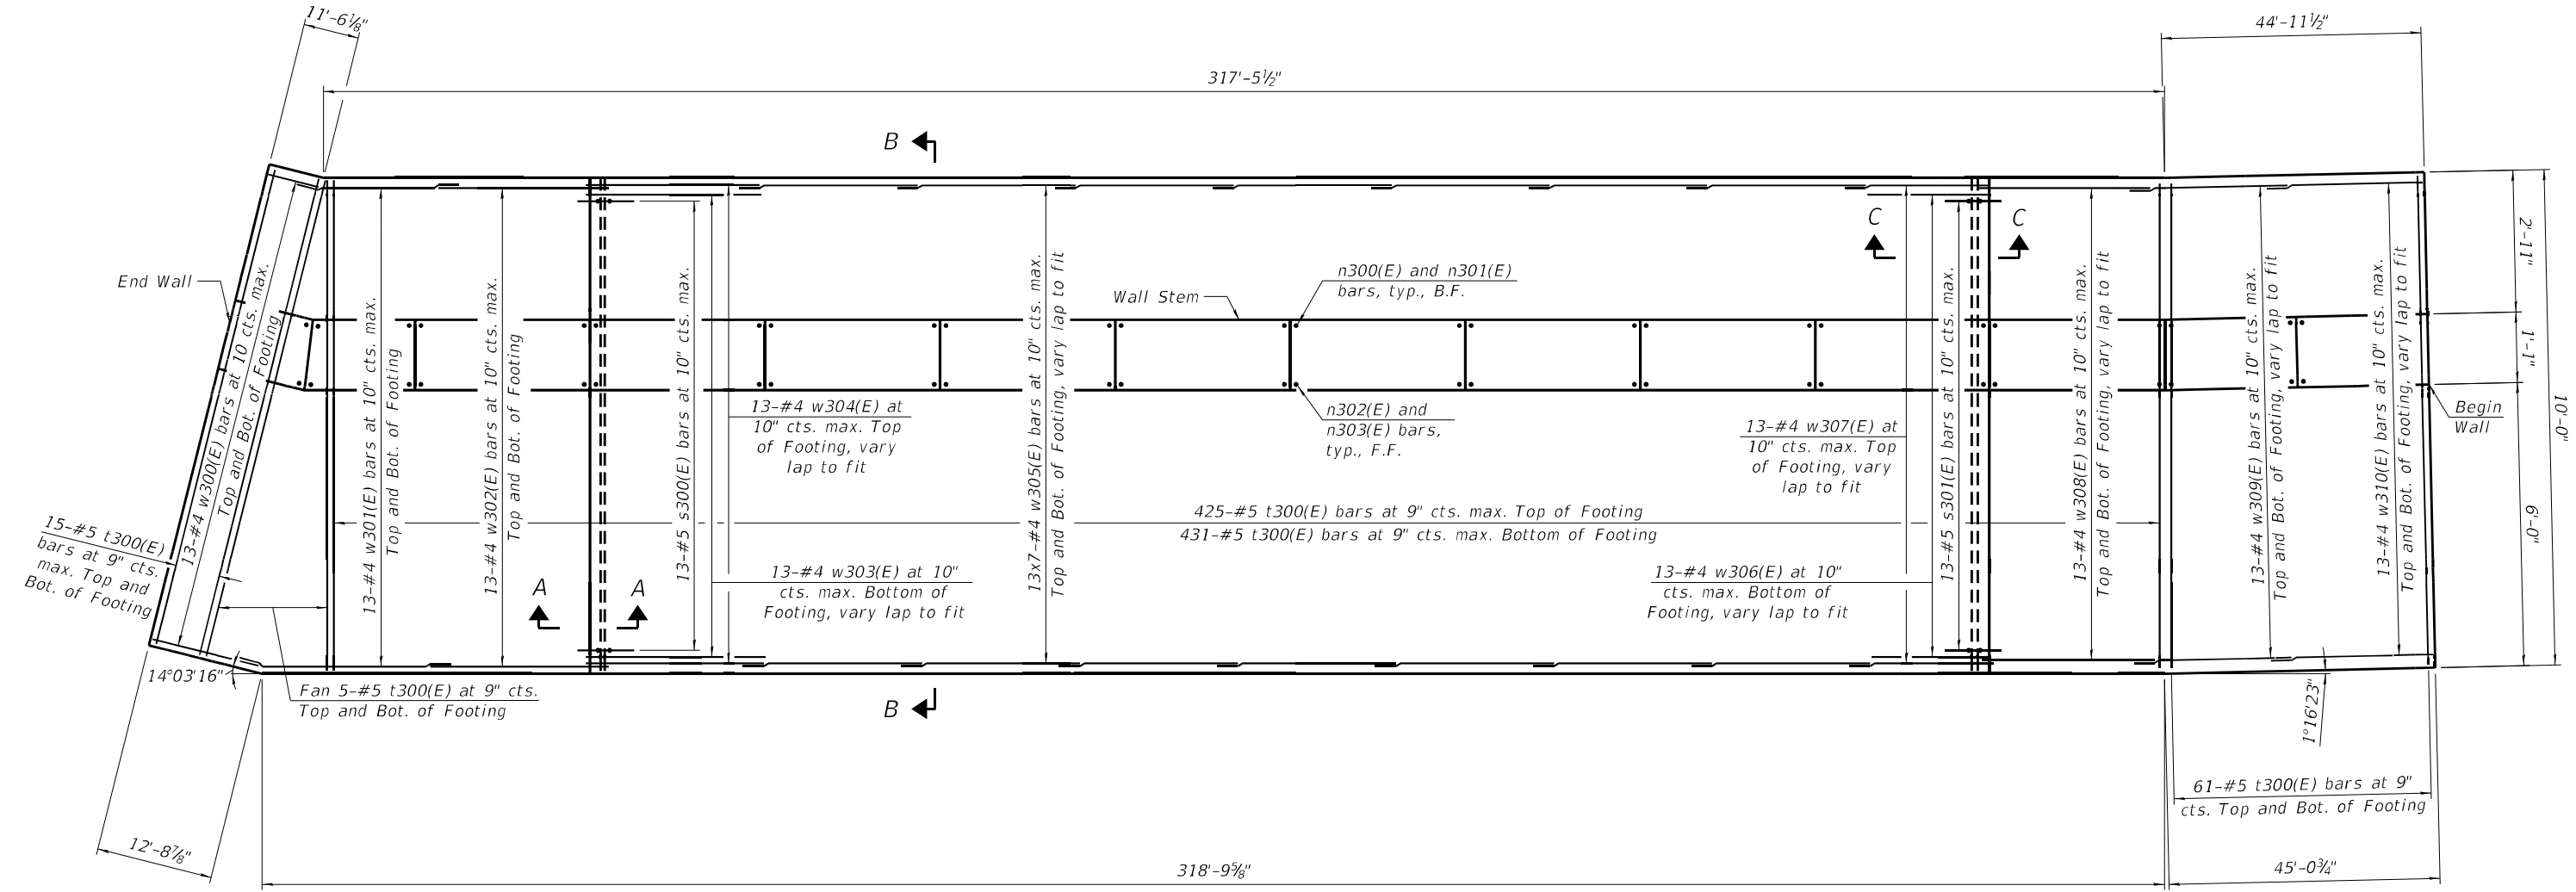 11'-6⅛"
44'-11½"
317'-5½"
B
End Wall
13-#4 w300(E) bars at 10 cts. max.
Top and Bot. of Footing
13-#4 w301(E) bars at 10" cts. max.
Top and Bot. of Footing
13-#4 w302(E) bars at 10" cts. max.
Top and Bot. of Footing
13-#5 s300(E) bars at 10" cts. max.
13-#4 w304(E) at
10" cts. max. Top
of Footing, vary
lap to fit
13x7-#4 w305(E) bars at 10" cts. max.
Top and Bot. of Footing, vary lap to fit
Wall Stem
n300(E) and n301(E)
bars, typ., B.F.
n302(E) and
n303(E) bars,
typ., F.F.
C
C
13-#4 w307(E) at
10" cts. max. Top
of Footing, vary
lap to fit
13-#5 s301(E) bars at 10" cts. max.
13-#4 w308(E) bars at 10" cts. max.
Top and Bot. of Footing, vary lap to fit
13-#4 w309(E) bars at 10" cts. max.
Top and Bot. of Footing, vary lap to fit
13-#4 w310(E) bars at 10" cts. max.
Top and Bot. of Footing, vary lap to fit
2'-1"
1'-1"
6'-0"
10'-0"
Begin
Wall
425-#5 t300(E) bars at 9" cts. max. Top of Footing
431-#5 t300(E) bars at 9" cts. max. Bottom of Footing
15-#5 t300(E)
bars at 9" cts.
max. Top and
Bot. of Footing
A
A
13-#4 w303(E) at 10"
cts. max. Bottom of
Footing, vary lap to fit
13-#4 w306(E) at 10"
cts. max. Bottom of
Footing, vary lap to fit
14°03'16"
Fan 5-#5 t300(E) at 9" cts.
Top and Bot. of Footing
B
1°16'23"
61-#5 t300(E) bars at 9"
cts. Top and Bot. of Footing
12'-8⅞"
318'-9⅝"
45'-0¾"